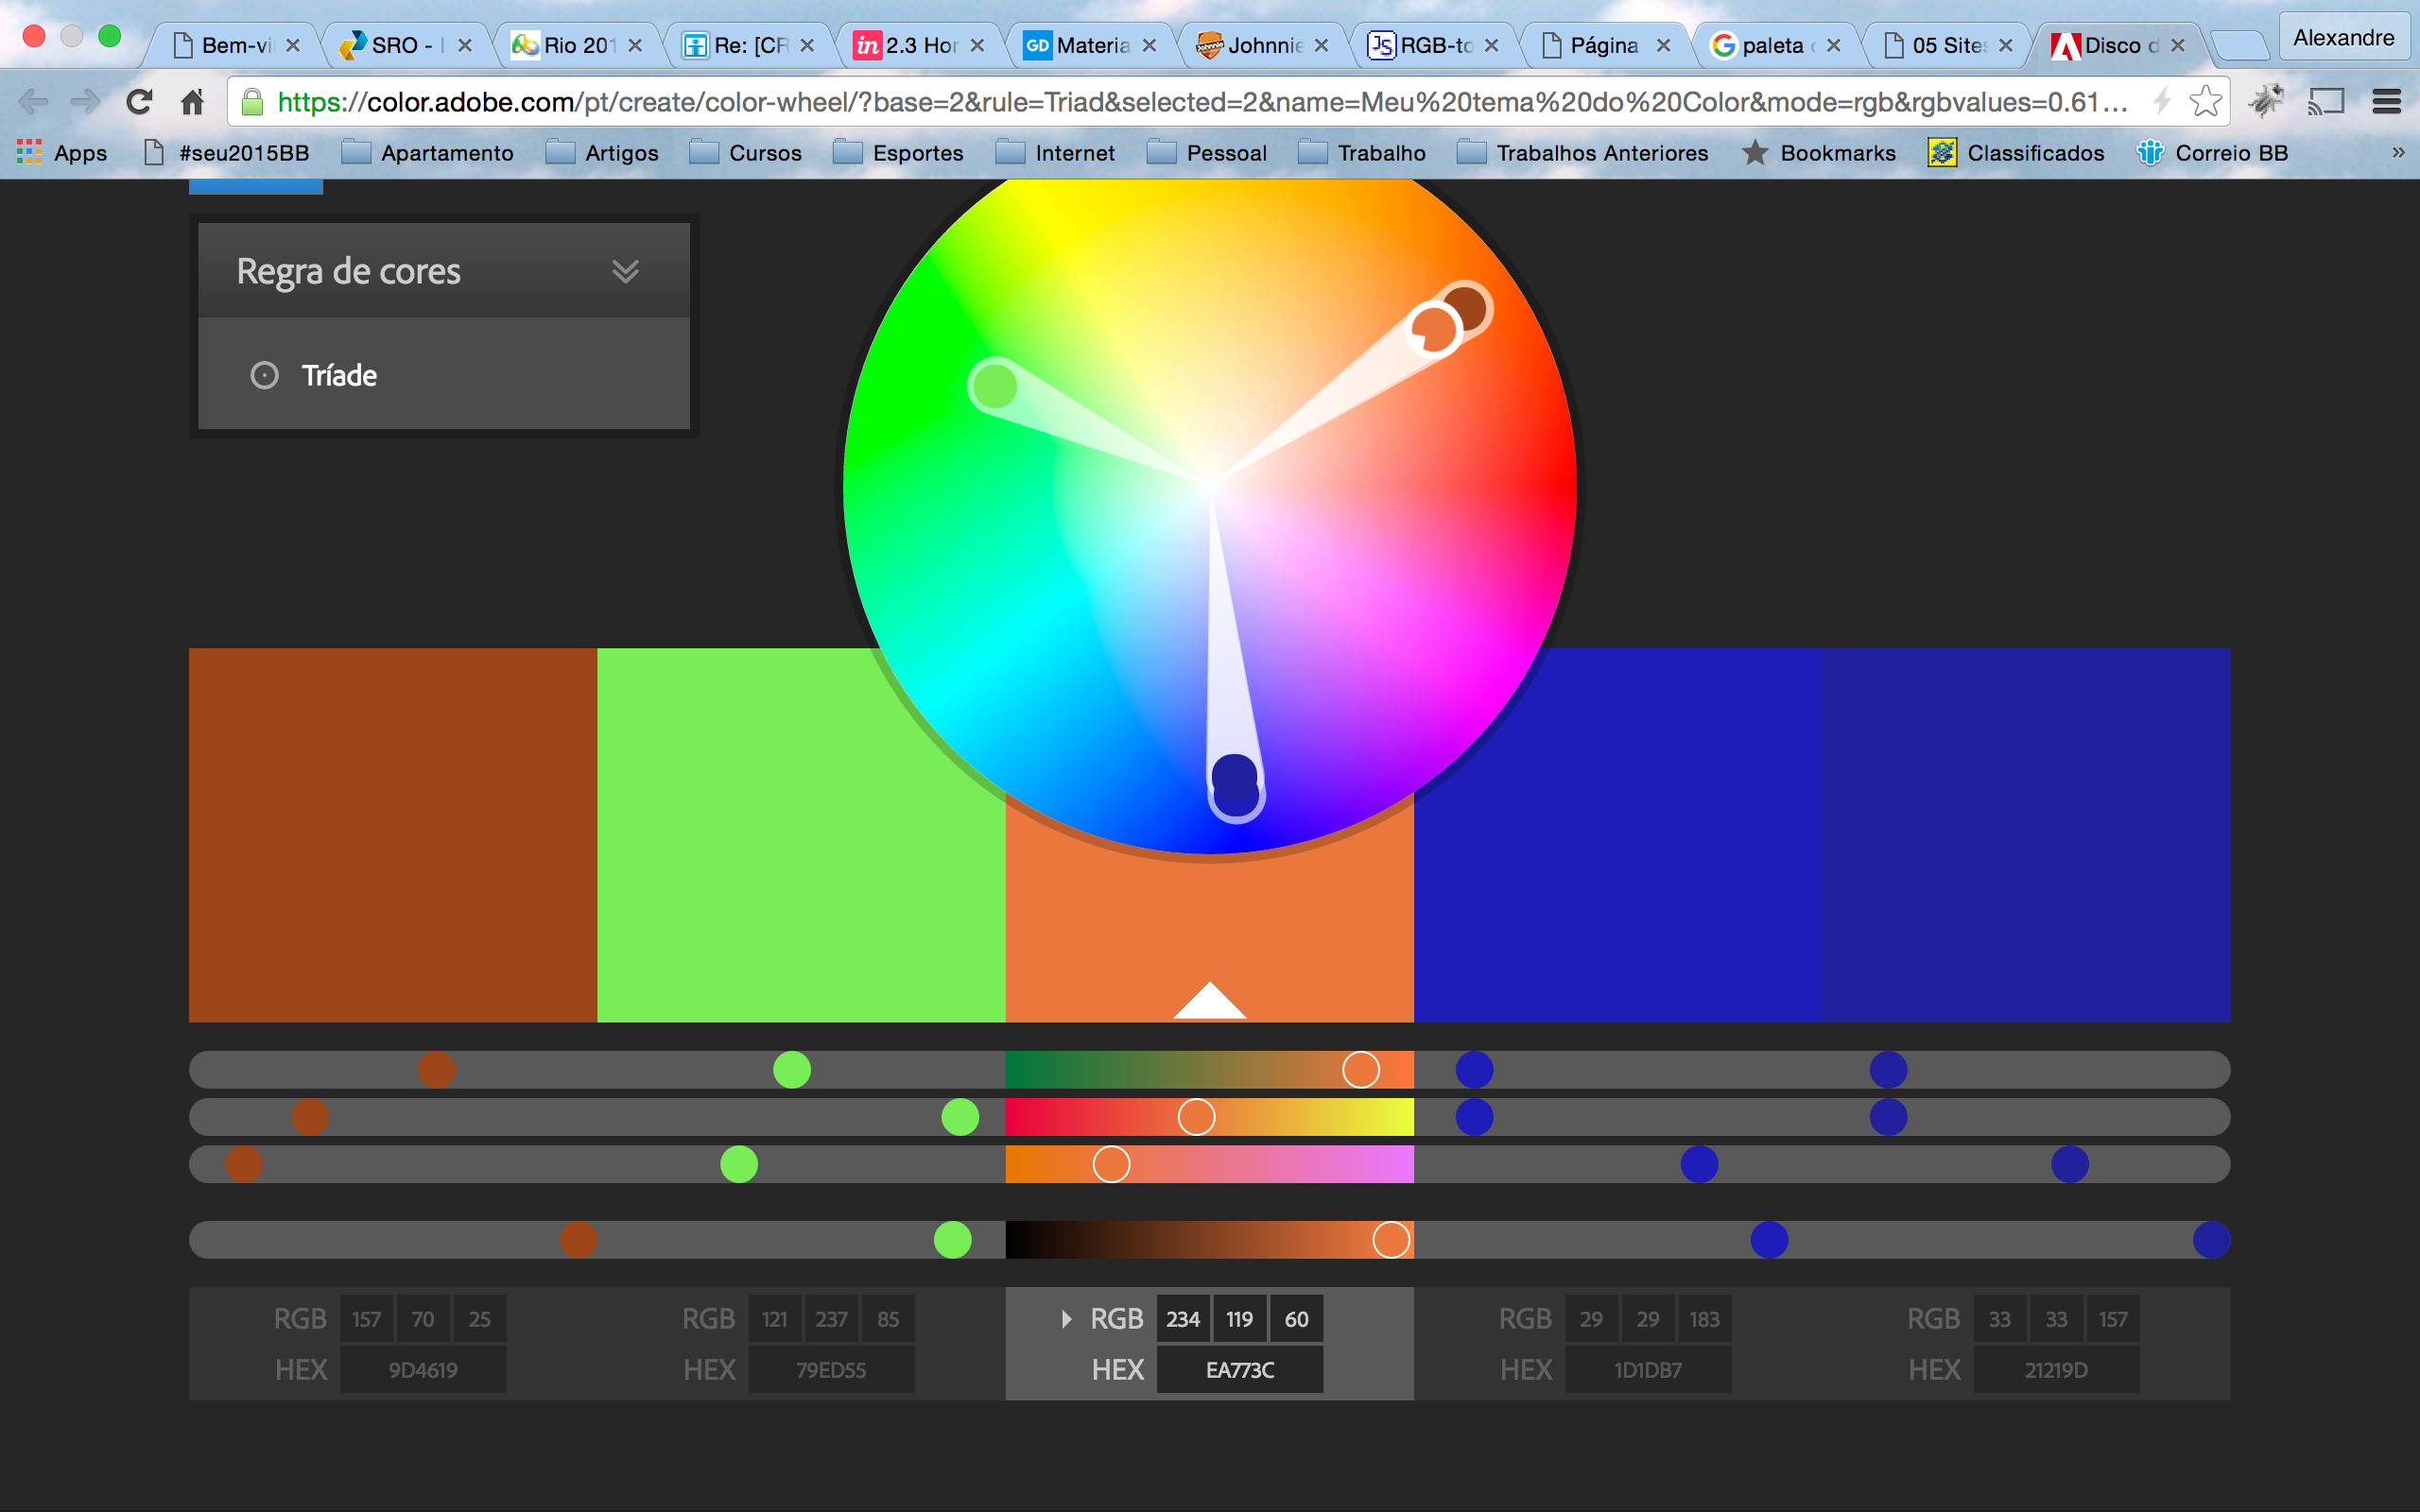 Bem-vi SRO - Rio 201 Re: [CR 2.3 Hor Materia Johnnie RGB-to Página paleta 05 Sites Disco d Alexandre
https://color.adobe.com/pt/create/color-wheel/?base=2&rule=Triad&selected=2&name=Meu%20tema%20do%20Color&mode=rgb&rgbvalues=0.61...
Apps #seu2015BB Apartamento Artigos Cursos Esportes Internet Pessoal Trabalho Trabalhos Anteriores Bookmarks Classificados Correio BB »
Regra de cores
Tríade
RGB 157 70 25 RGB 121 237 85 RGB 234 119 60 RGB 29 29 183 RGB 33 33 157
HEX 9D4619 HEX 79ED55 HEX EA773C HEX 1D1DB7 HEX 21219D